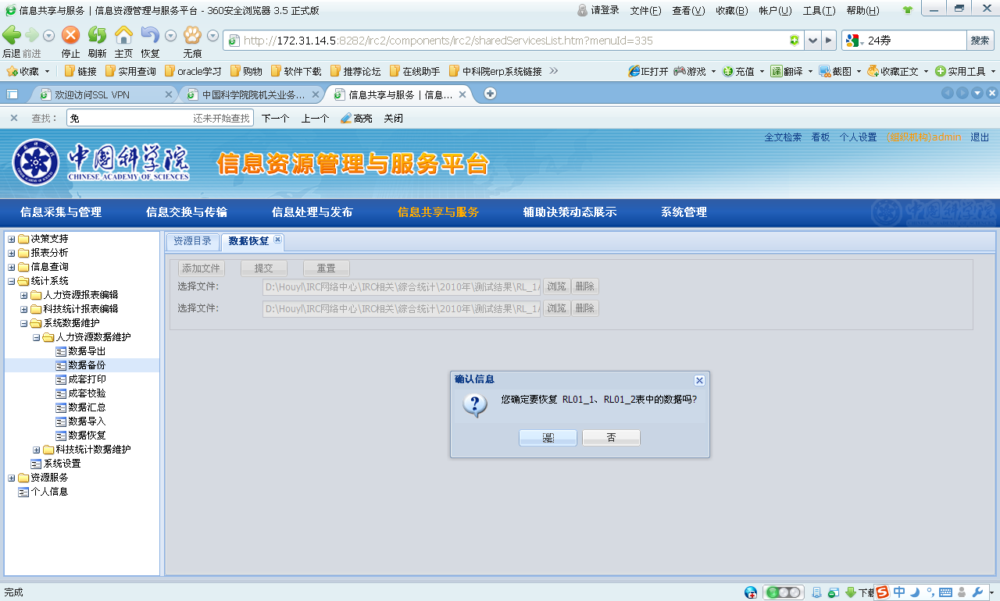 信息共享与服务 | 信息资源管理与服务平台 - 360安全浏览器 3.5 正式版
请登录 文件(F) 查看(V) 收藏(B) 帐户(U) 工具(T) 帮助(H)
http://172.31.14.5:8282/irc2/components/irc2/sharedServicesList.htm?menuId=335
24券 搜索
后退 前进 停止 刷新 主页 恢复 无痕
收藏 链接 实用查询 oracle学习 购物 软件下载 推荐论坛 在线助手 中科院erp系统链接 IE打开 游戏 充值 翻译 截图 收藏正文 实用工具
欢迎访问SSL VPN 中国科学院院机关业务... 信息共享与服务 | 信息...
查找: 免 还未开始查找 下一个 上一个 高亮 关闭
全文检索 看板 个人设置 (组织机构)admin 退出
中国科学院
CHINESE ACADEMY OF SCIENCES
信息资源管理与服务平台
信息采集与管理 信息交换与传输 信息处理与发布 信息共享与服务 辅助决策动态展示 系统管理
中国科学院
决策支持
报表分析
信息查询
统计系统
人力资源报表编辑
科技统计报表编辑
系统数据维护
人力资源数据维护
数据导出
数据备份
成套打印
成套校验
数据汇总
数据导入
数据恢复
科技统计数据维护
系统设置
资源服务
个人信息
资源目录 数据恢复
添加文件 提交 重置
选择文件: D:\Houyl\IRC网络中心\IRC相关\综合统计\2010年\测试结果\RL_1/ 浏览 删除
选择文件: D:\Houyl\IRC网络中心\IRC相关\综合统计\2010年\测试结果\RL_1/ 浏览 删除
确认信息
您确定要恢复 RL01_1、RL01_2表中的数据吗?
是 否
完成
下载
中